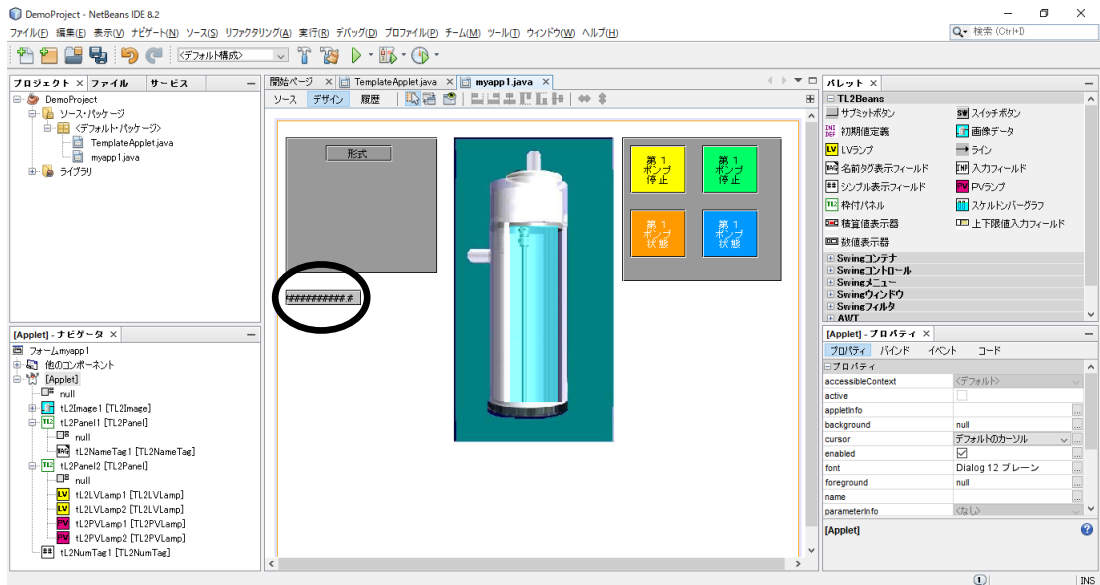 DemoProject - NetBeans IDE 8.2
ファイル(F) 編集(E) 表示(V) ナビゲート(N) ソース(S) リファクタリング(A) 実行(R) デバッグ(D) プロファイル(P) チーム(M) ツール(T) ウィンドウ(W) ヘルプ(H)
検索 (Ctrl+I)
<デフォルト構成>
プロジェクト × ファイル サービス
DemoProject
ソース・パッケージ
<デフォルト・パッケージ>
TemplateApplet.java
myapp1.java
ライブラリ
[Applet] - ナビゲータ ×
フォームmyapp1
他のコンポーネント
[Applet]
null
tL2Image1 [TL2Image]
tL2Panel1 [TL2Panel]
null
tL2NameTag1 [TL2NameTag]
tL2Panel2 [TL2Panel]
null
tL2LVLamp1 [TL2LVLamp]
tL2LVLamp2 [TL2LVLamp]
tL2PVLamp1 [TL2PVLamp]
tL2PVLamp2 [TL2PVLamp]
tL2NumTag1 [TL2NumTag]
開始ページ × TemplateApplet.java × myapp1.java ×
ソース デザイン 履歴
形式
第1
ポンプ
停止
第1
ポンプ
停止
第1
ポンプ
状態
第1
ポンプ
状態
##########.#
パレット ×
TL2Beans
サブミットボタン SW スイッチボタン
INI DEF 初期値定義 画像データ
LV LVランプ ライン
TAG 名前タグ表示フィールド INP 入力フィールド
## シンプル表示フィールド PV PVランプ
TL2 枠付パネル スケルトンバーグラフ
積算値表示器 上下限値入力フィールド
数値表示器
Swingコンテナ
Swingコントロール
Swingメニュー
Swingウィンドウ
Swingフィルタ
AWT
[Applet] - プロパティ ×
プロパティ バインド イベント コード
プロパティ
accessibleContext <デフォルト>
active
appletInfo
background null
cursor デフォルトのカーソル
enabled
font Dialog 12 プレーン
foreground null
name
parameterInfo <なし>
[Applet]
1 INS